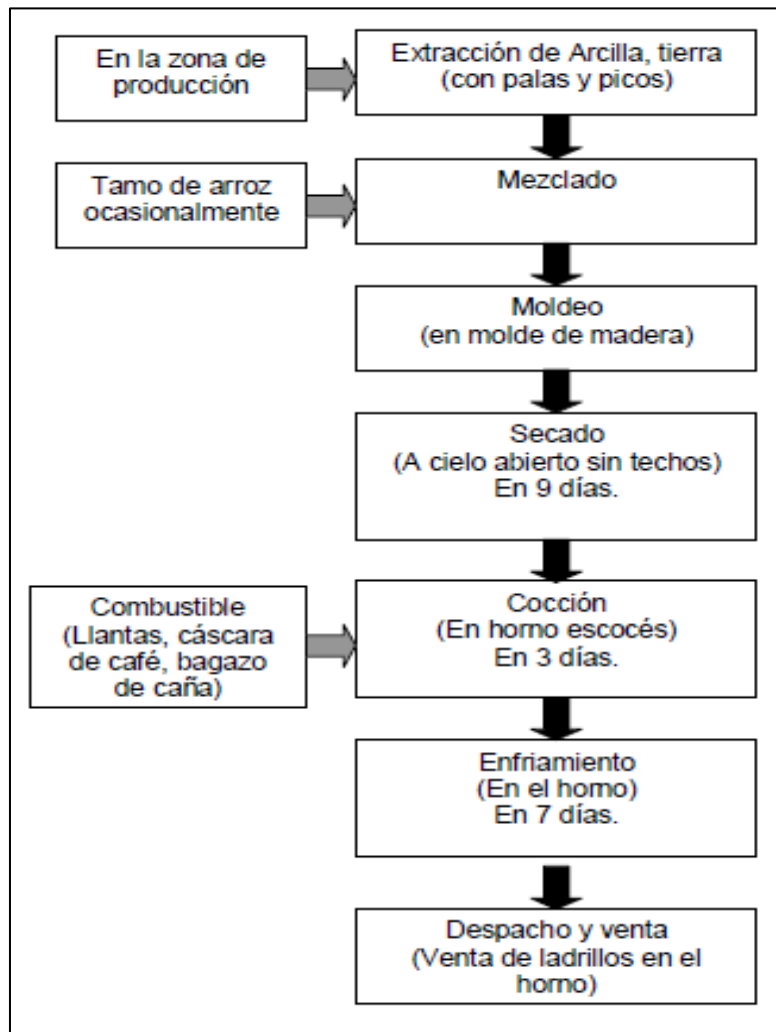 En la zona de
producción
Extracción de Arcilla, tierra
(con palas y picos)
Tamo de arroz
ocasionalmente
Mezclado
Moldeo
(en molde de madera)
Secado
(A cielo abierto sin techos)
En 9 días.
Combustible
(Llantas, cáscara
de café, bagazo
de caña)
Cocción
(En horno escocés)
En 3 días.
Enfriamiento
(En el horno)
En 7 días.
Despacho y venta
(Venta de ladrillos en el
horno)